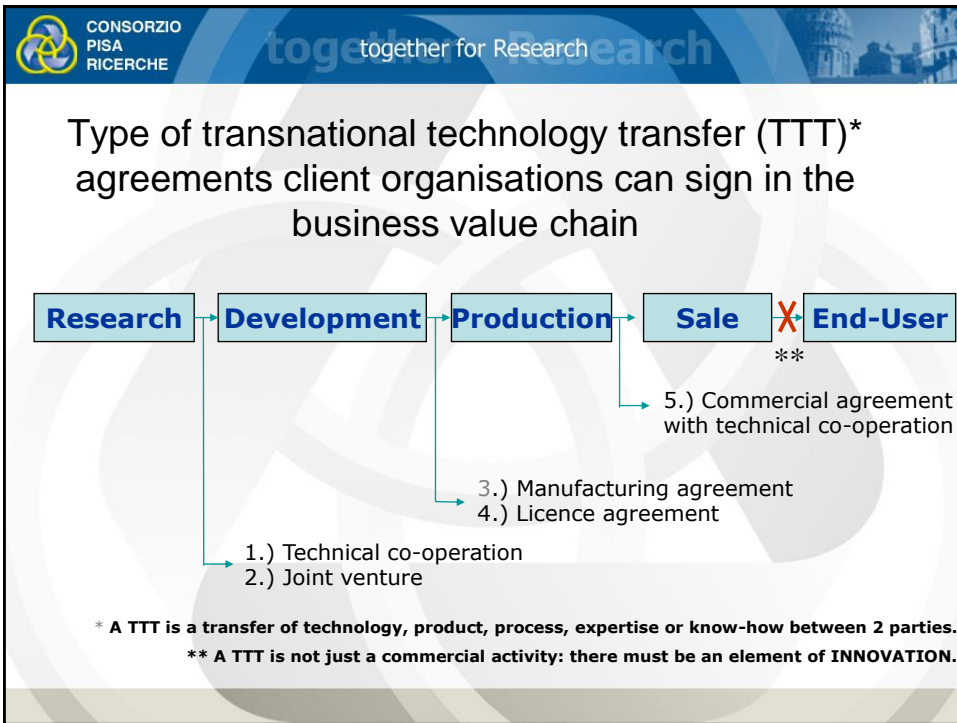 CONSORZIO
PISA
RICERCHE
together for Research
together for Research
Type of transnational technology transfer (TTT)*
agreements client organisations can sign in the
business value chain
Research Development Production Sale X End-User
**
5.) Commercial agreement
with technical co-operation
3.) Manufacturing agreement
4.) Licence agreement
1.) Technical co-operation
2.) Joint venture
* A TTT is a transfer of technology, product, process, expertise or know-how between 2 parties.
** A TTT is not just a commercial activity: there must be an element of INNOVATION.